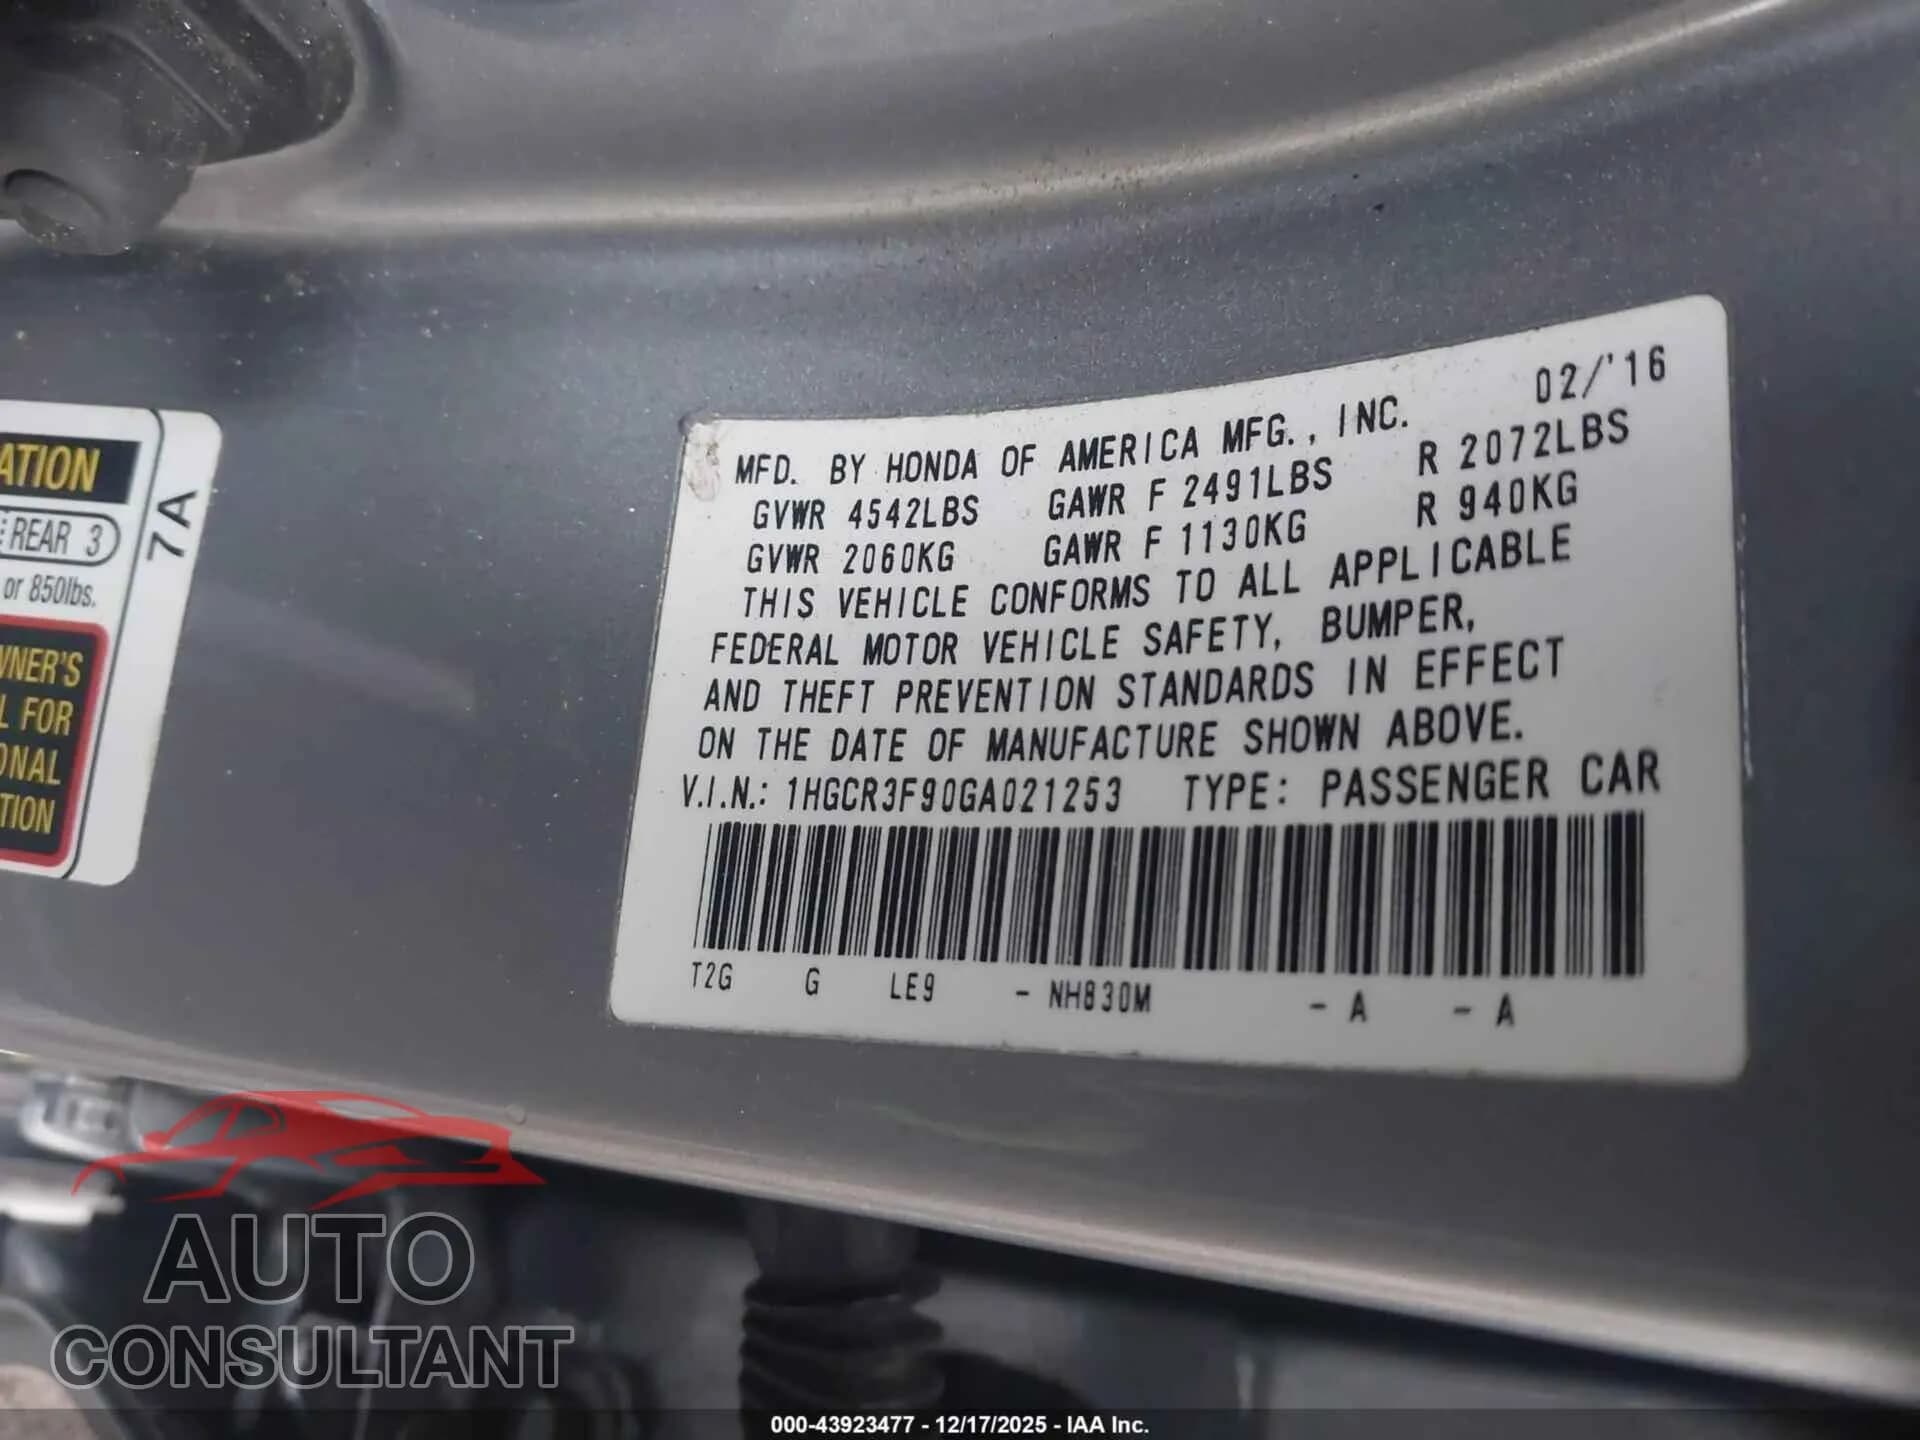 ATION
REAR 3
or 850lbs.
7A
WNER'S
L FOR
ONAL
TION
02/'16
MFD. BY HONDA OF AMERICA MFG., INC.
GVWR 4542LBS GAWR F 2491LBS R 2072LBS
GVWR 2060KG GAWR F 1130KG R 940KG
THIS VEHICLE CONFORMS TO ALL APPLICABLE
FEDERAL MOTOR VEHICLE SAFETY, BUMPER,
AND THEFT PREVENTION STANDARDS IN EFFECT
ON THE DATE OF MANUFACTURE SHOWN ABOVE.
V.I.N.: 1HGCR3F90GA021253 TYPE: PASSENGER CAR
T2G G LE9 - NH830M - A - A
AUTO
CONSULTANT
000-43923477 - 12/17/2025 - IAA Inc.